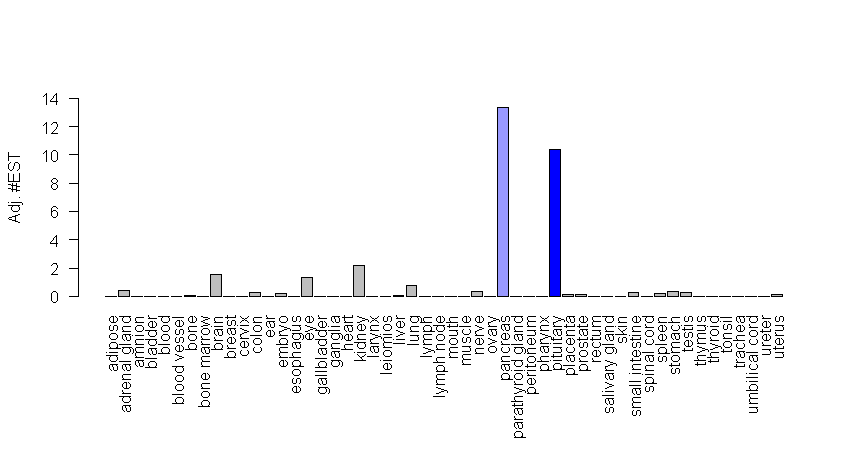 Adj. #EST
14
12
10
8
6
4
2
0
adipose
adrenal gland
amnion
bladder
blood
blood vessel
bone
bone marrow
brain
breast
cervix
colon
ear
embryo
esophagus
eye
gallbladder
ganglia
heart
kidney
larynx
leiomios
liver
lung
lymph
lymph node
mouth
muscle
nerve
ovary
pancreas
parathyroid gland
peritoneum
pharynx
pituitary
placenta
prostate
rectum
salivary gland
skin
small intestine
spinal cord
spleen
stomach
testis
thymus
thyroid
tonsil
trachea
umbilical cord
ureter
uterus